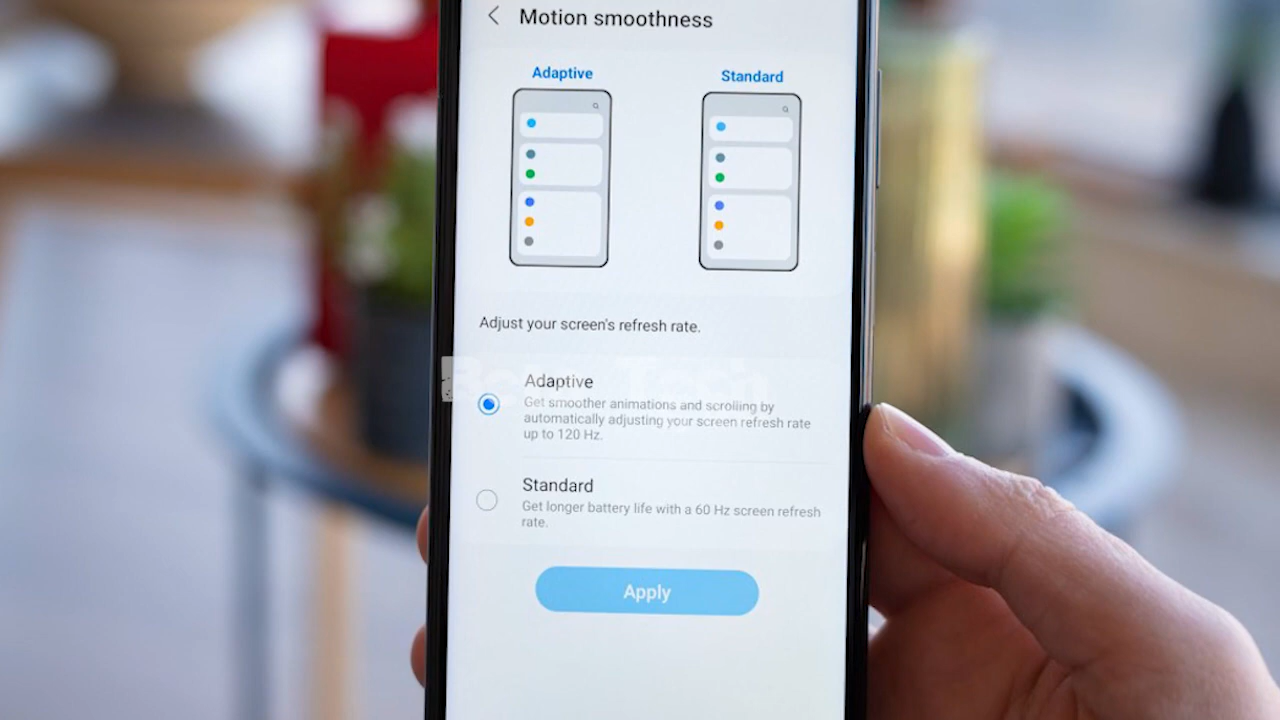 Motion smoothness
Adaptive
Standard
Adjust your screen's refresh rate.
Adaptive
Get smoother animations and scrolling by
automatically adjusting your screen refresh rate
up to 120 Hz.
Standard
Get longer battery life with a 60 Hz screen refresh
rate.
Apply